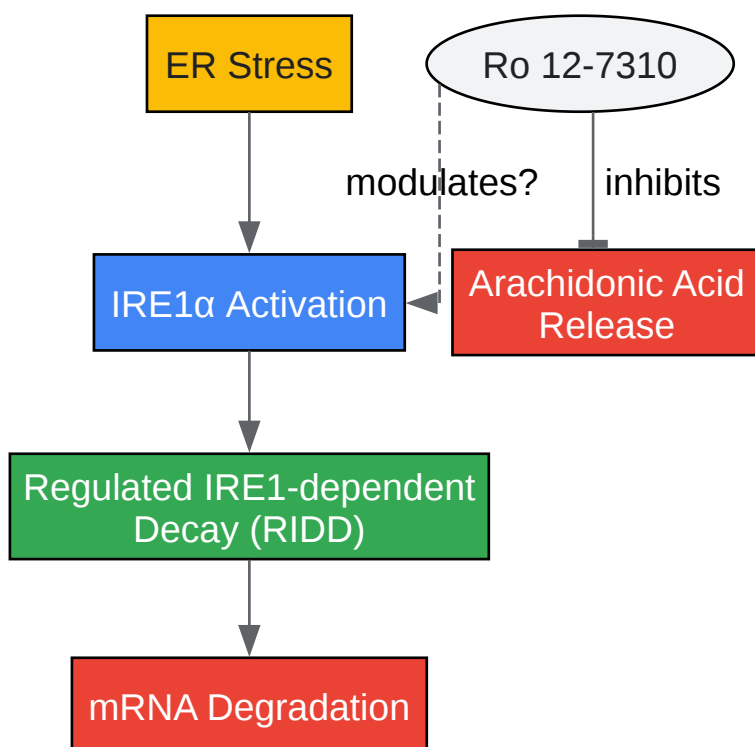 ER Stress
Ro 12-7310
modulates?
inhibits
IRE1α Activation
Arachidonic Acid
Release
Regulated IRE1-dependent
Decay (RIDD)
mRNA Degradation